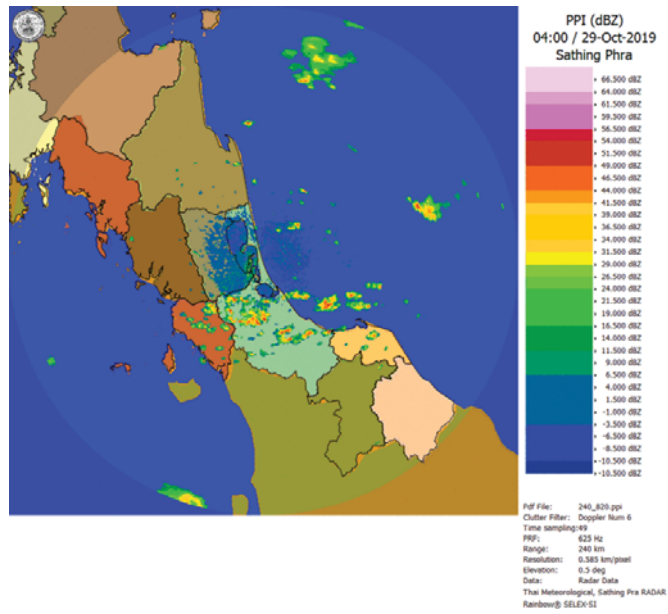 PPI (dBZ)
04:00 / 29-Oct-2019
Sathing Phra
66.500 dBZ
64.000 dBZ
61.500 dBZ
59.300 dBZ
56.500 dBZ
54.000 dBZ
51.500 dBZ
49.000 dBZ
46.500 dBZ
44.000 dBZ
41.500 dBZ
39.000 dBZ
36.500 dBZ
34.000 dBZ
31.500 dBZ
29.000 dBZ
26.500 dBZ
24.000 dBZ
21.500 dBZ
19.000 dBZ
16.500 dBZ
14.000 dBZ
11.500 dBZ
9.000 dBZ
6.500 dBZ
4.000 dBZ
1.500 dBZ
-1.000 dBZ
-3.500 dBZ
-6.500 dBZ
-8.500 dBZ
-10.500 dBZ
-10.500 dBZ
Pdf File: 240_820.ppi
Clutter Filter: Doppler Num 6
Time sampling:49
PRF: 625 Hz
Range: 240 km
Resolution: 0.585 km/pixel
Elevation: 0.5 deg
Data: Radar Data
Thai Meteorological, Sathing Pra RADAR
Rainbow® SELEX-SI